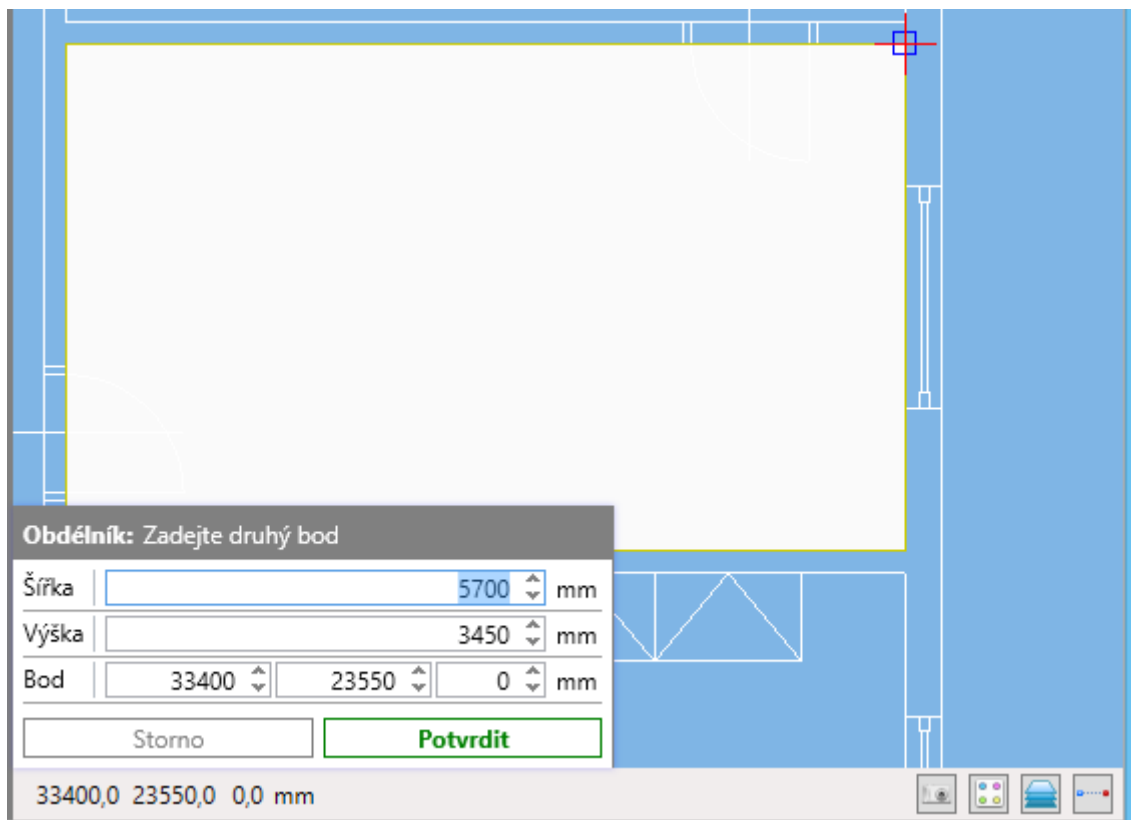 Obdélník: Zadejte druhý bod
Šířka 5700 mm
Výška 3450 mm
Bod 33400 23550 0 mm
Storno Potvrdit
33400,0 23550,0 0,0 mm